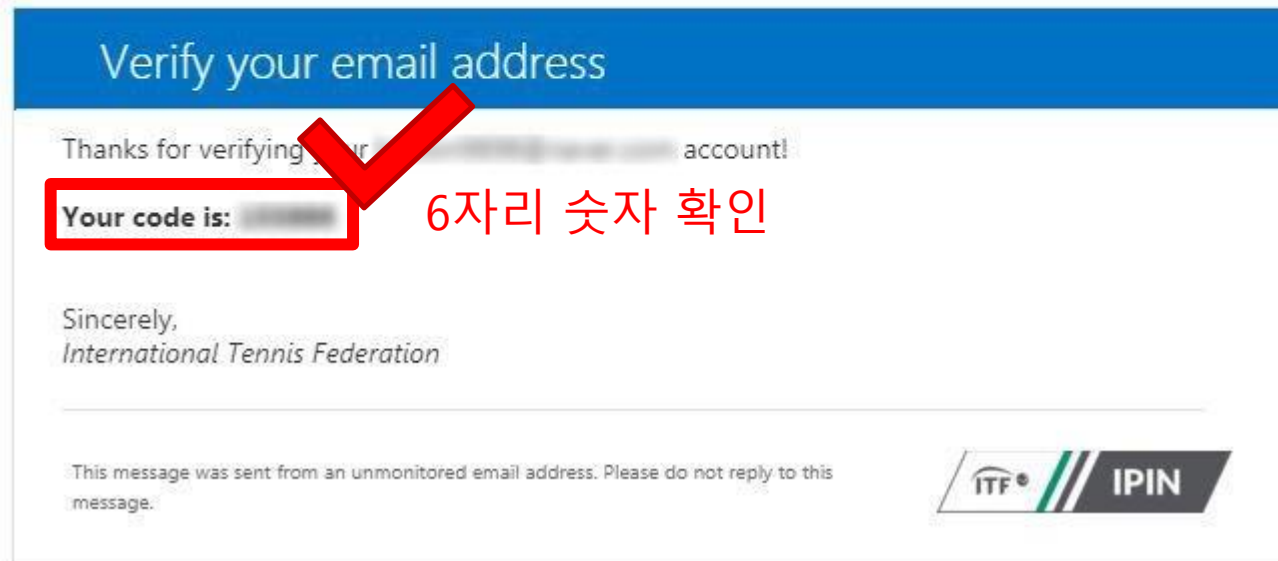 Verify your email address
Thanks for verifying your account!
Your code is:
6자리 숫자 확인
Sincerely,
International Tennis Federation
This message was sent from an unmonitored email address. Please do not reply to this
message.
ITF® IPIN